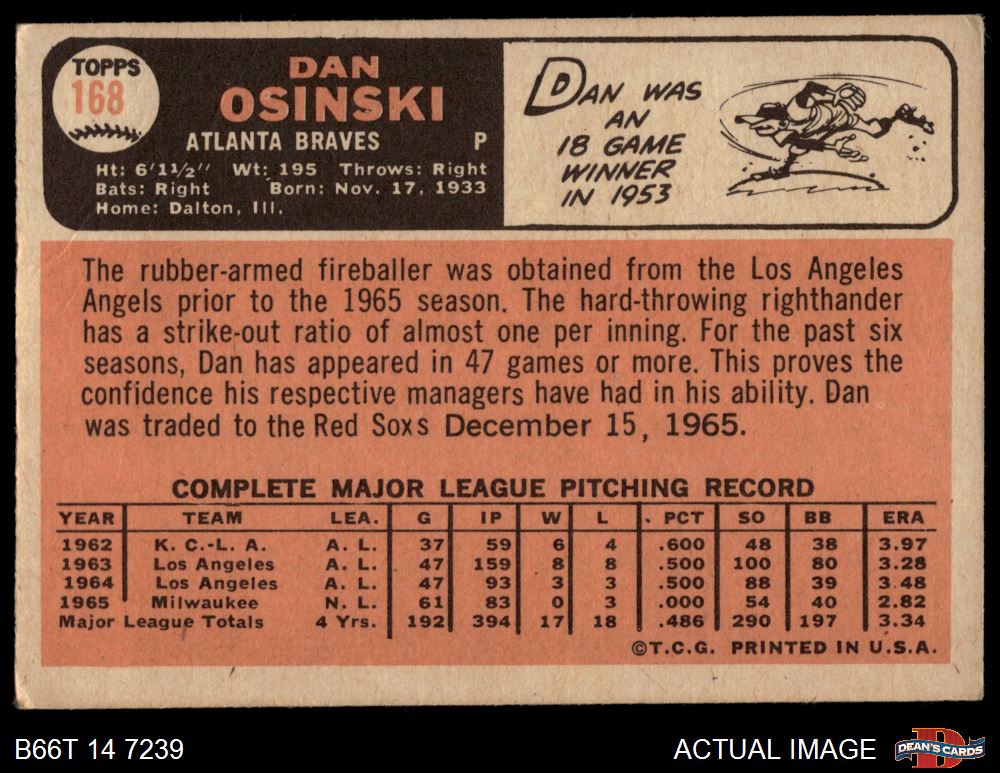 TOPPS
168
DAN
OSINSKI
ATLANTA BRAVES P
Ht: 6'1½" Wt: 195 Throws: Right
Bats: Right Born: Nov. 17, 1933
Home: Dalton, Ill.
DAN WAS
AN
18 GAME
WINNER
IN 1953
The rubber-armed fireballer was obtained from the Los Angeles
Angels prior to the 1965 season. The hard-throwing righthander
has a strike-out ratio of almost one per inning. For the past six
seasons, Dan has appeared in 47 games or more. This proves the
confidence his respective managers have had in his ability. Dan
was traded to the Red Soxs December 15, 1965.
COMPLETE MAJOR LEAGUE PITCHING RECORD
YEAR TEAM LEA. G IP W L PCT SO BB ERA
1962 K. C.-L. A. A. L. 37 59 6 4 .600 48 38 3.97
1963 Los Angeles A. L. 47 159 8 8 .500 100 80 3.28
1964 Los Angeles A. L. 47 93 3 3 .500 88 39 3.48
1965 Milwaukee N. L. 61 83 0 3 .000 54 40 2.82
Major League Totals 4 Yrs. 192 394 17 18 .486 290 197 3.34
©T.C.G. PRINTED IN U.S.A.
B66T 14 7239
ACTUAL IMAGE
D
DEAN'S CARDS